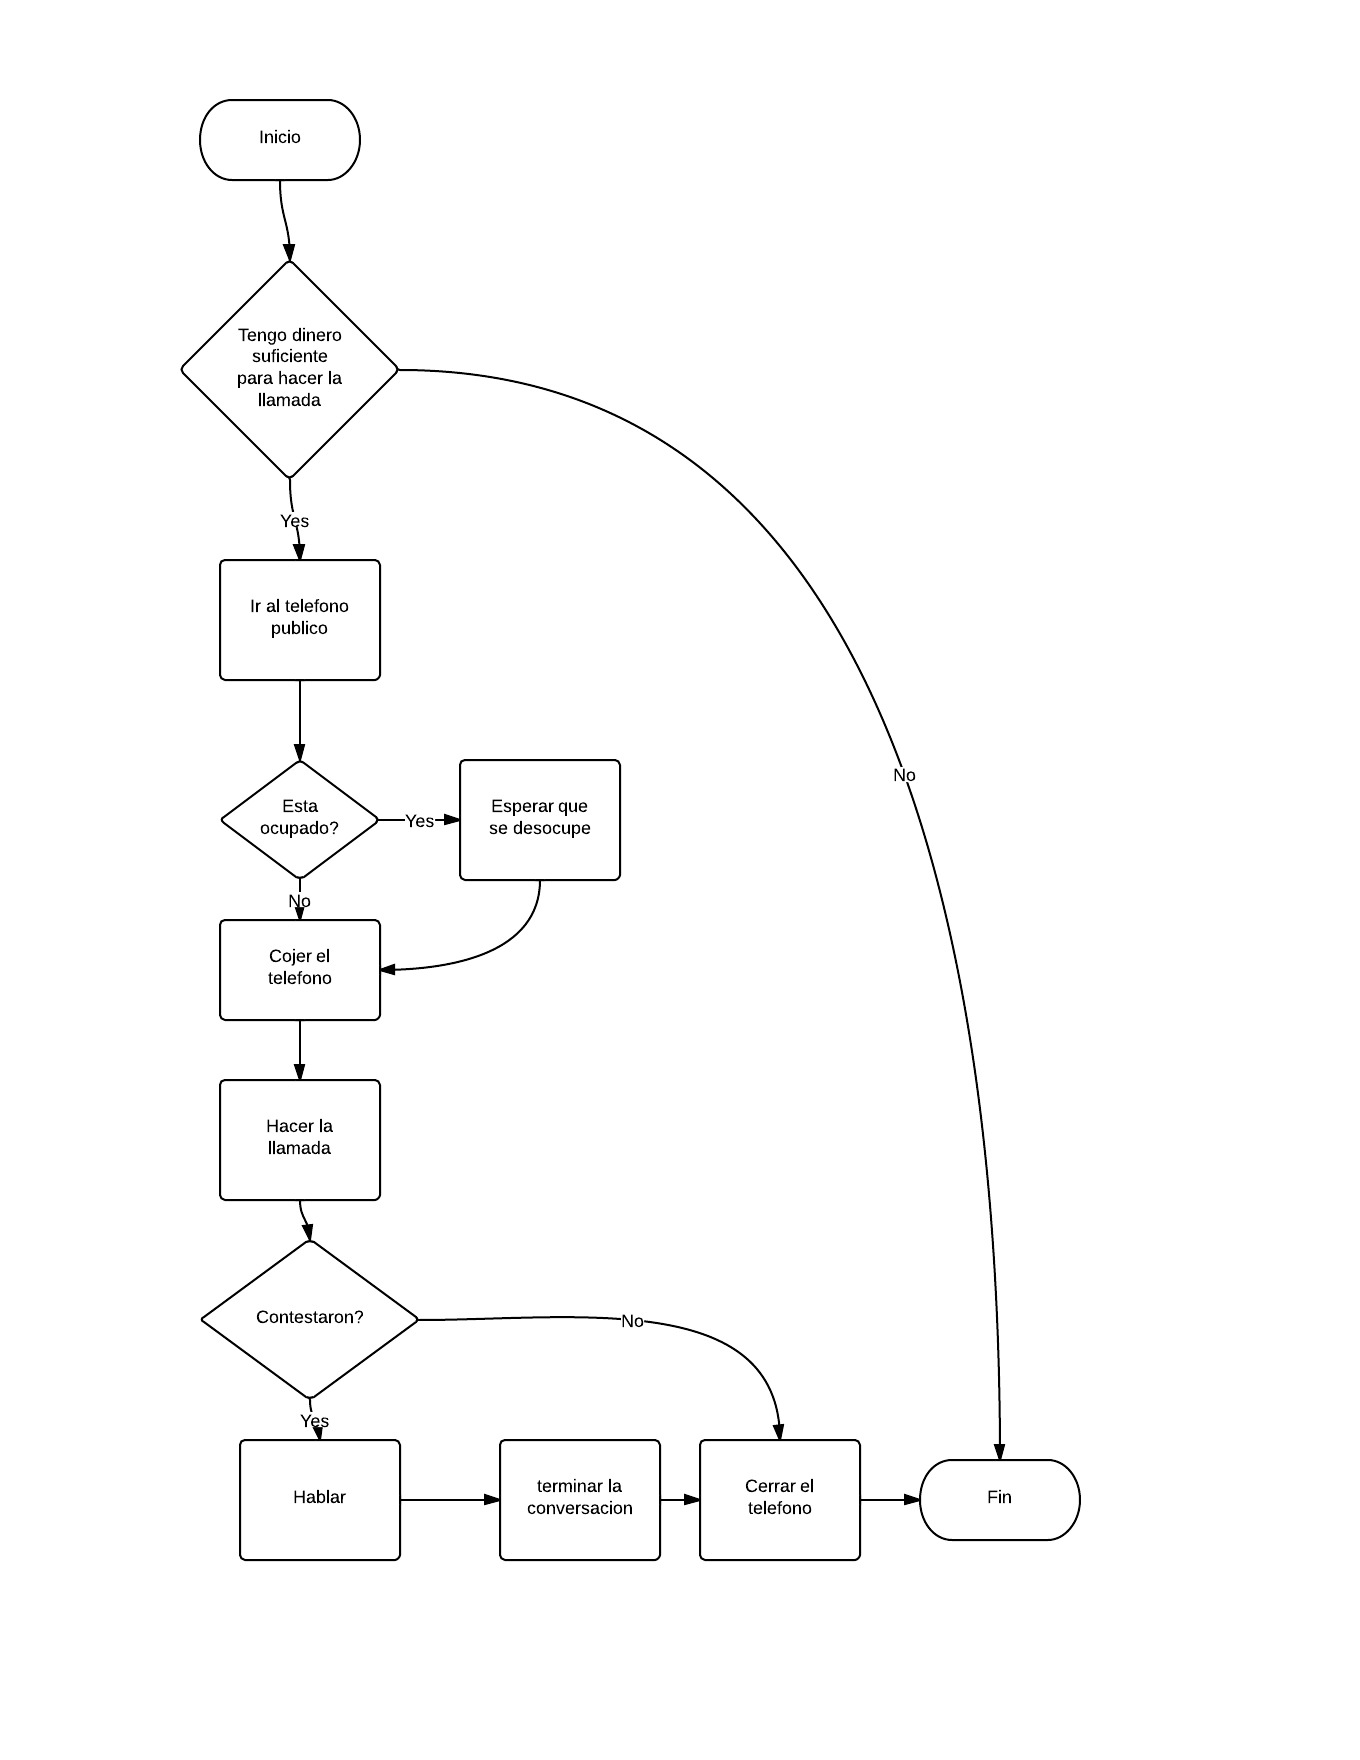 Inicio
Tengo dinero
suficiente
para hacer la
llamada
Yes
Ir al telefono
publico
No
Esta
ocupado?
Yes
Esperar que
se desocupe
No
Cojer el
telefono
Hacer la
llamada
Contestaron?
No
Yes
Hablar
terminar la
conversacion
Cerrar el
telefono
Fin